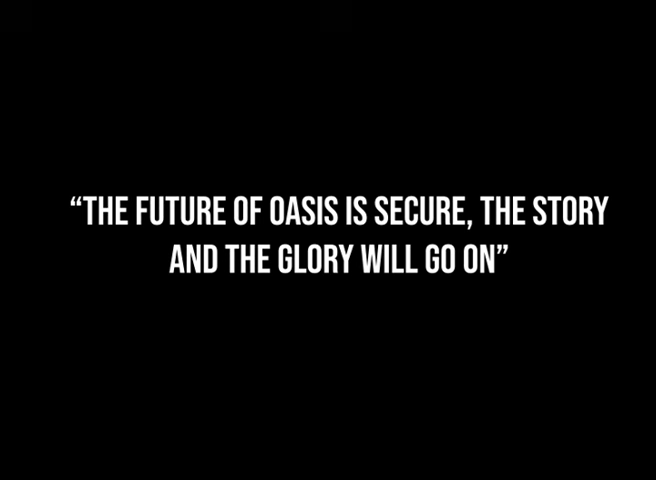 “THE FUTURE OF OASIS IS SECURE, THE STORY
AND THE GLORY WILL GO ON”